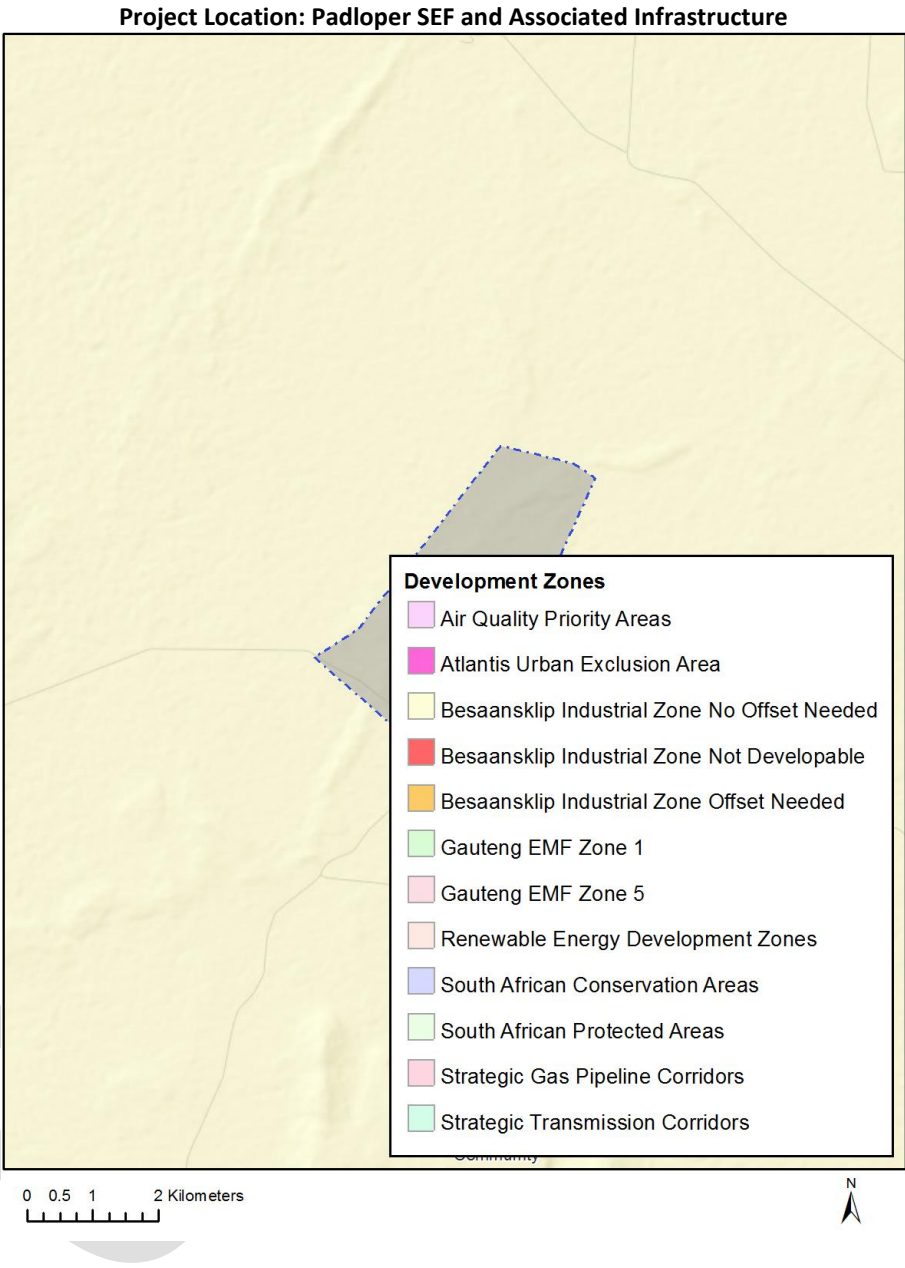 Project Location: Padloper SEF and Associated Infrastructure
Development Zones
Air Quality Priority Areas
Atlantis Urban Exclusion Area
Besaansklip Industrial Zone No Offset Needed
Besaansklip Industrial Zone Not Developable
Besaansklip Industrial Zone Offset Needed
Gauteng EMF Zone 1
Gauteng EMF Zone 5
Renewable Energy Development Zones
South African Conservation Areas
South African Protected Areas
Strategic Gas Pipeline Corridors
Strategic Transmission Corridors
Community
0 0.5 1 2 Kilometers
N